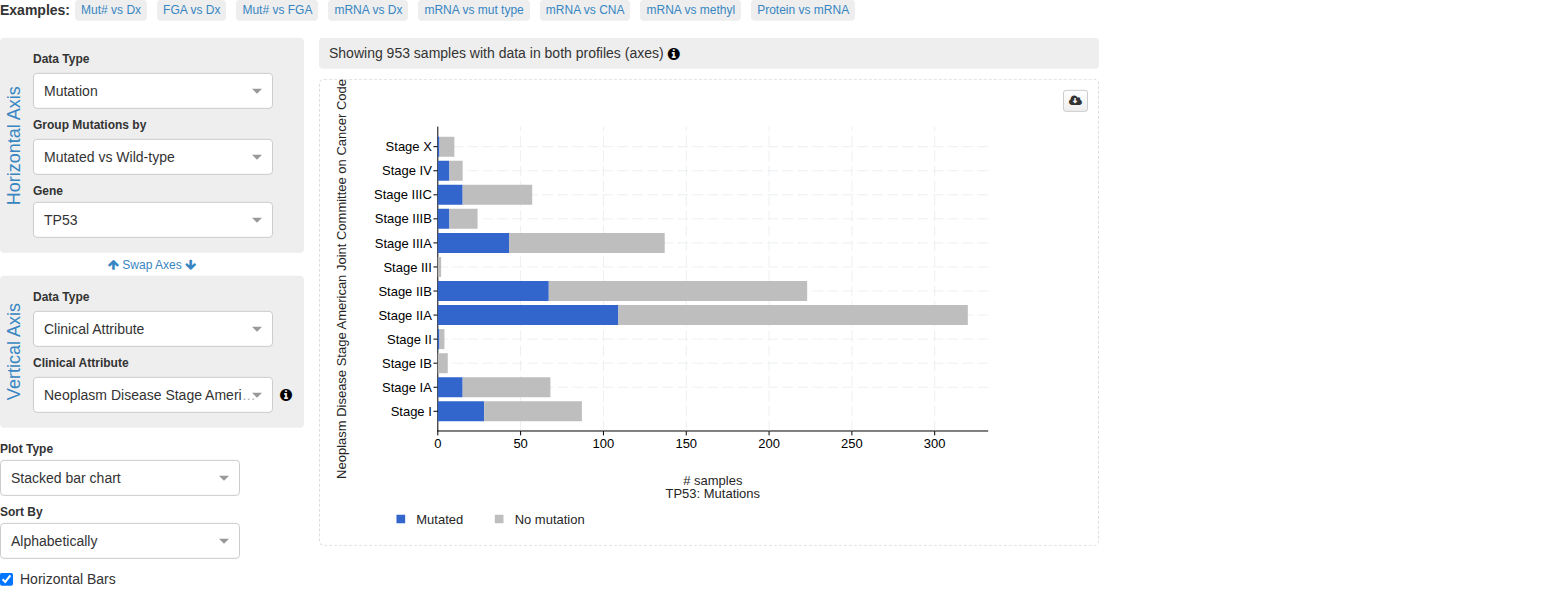 Examples: Mut# vs Dx FGA vs Dx Mut# vs FGA mRNA vs Dx mRNA vs mut type mRNA vs CNA mRNA vs methyl Protein vs mRNA
Horizontal Axis
Data Type
Mutation
Group Mutations by
Mutated vs Wild-type
Gene
TP53
Swap Axes
Vertical Axis
Data Type
Clinical Attribute
Clinical Attribute
Neoplasm Disease Stage Ameri...
Plot Type
Stacked bar chart
Sort By
Alphabetically
Horizontal Bars
Showing 953 samples with data in both profiles (axes)
Neoplasm Disease Stage American Joint Committee on Cancer Code
Stage X
Stage IV
Stage IIIC
Stage IIIB
Stage IIIA
Stage III
Stage IIB
Stage IIA
Stage II
Stage IB
Stage IA
Stage I
0 50 100 150 200 250 300
# samples
TP53: Mutations
Mutated No mutation